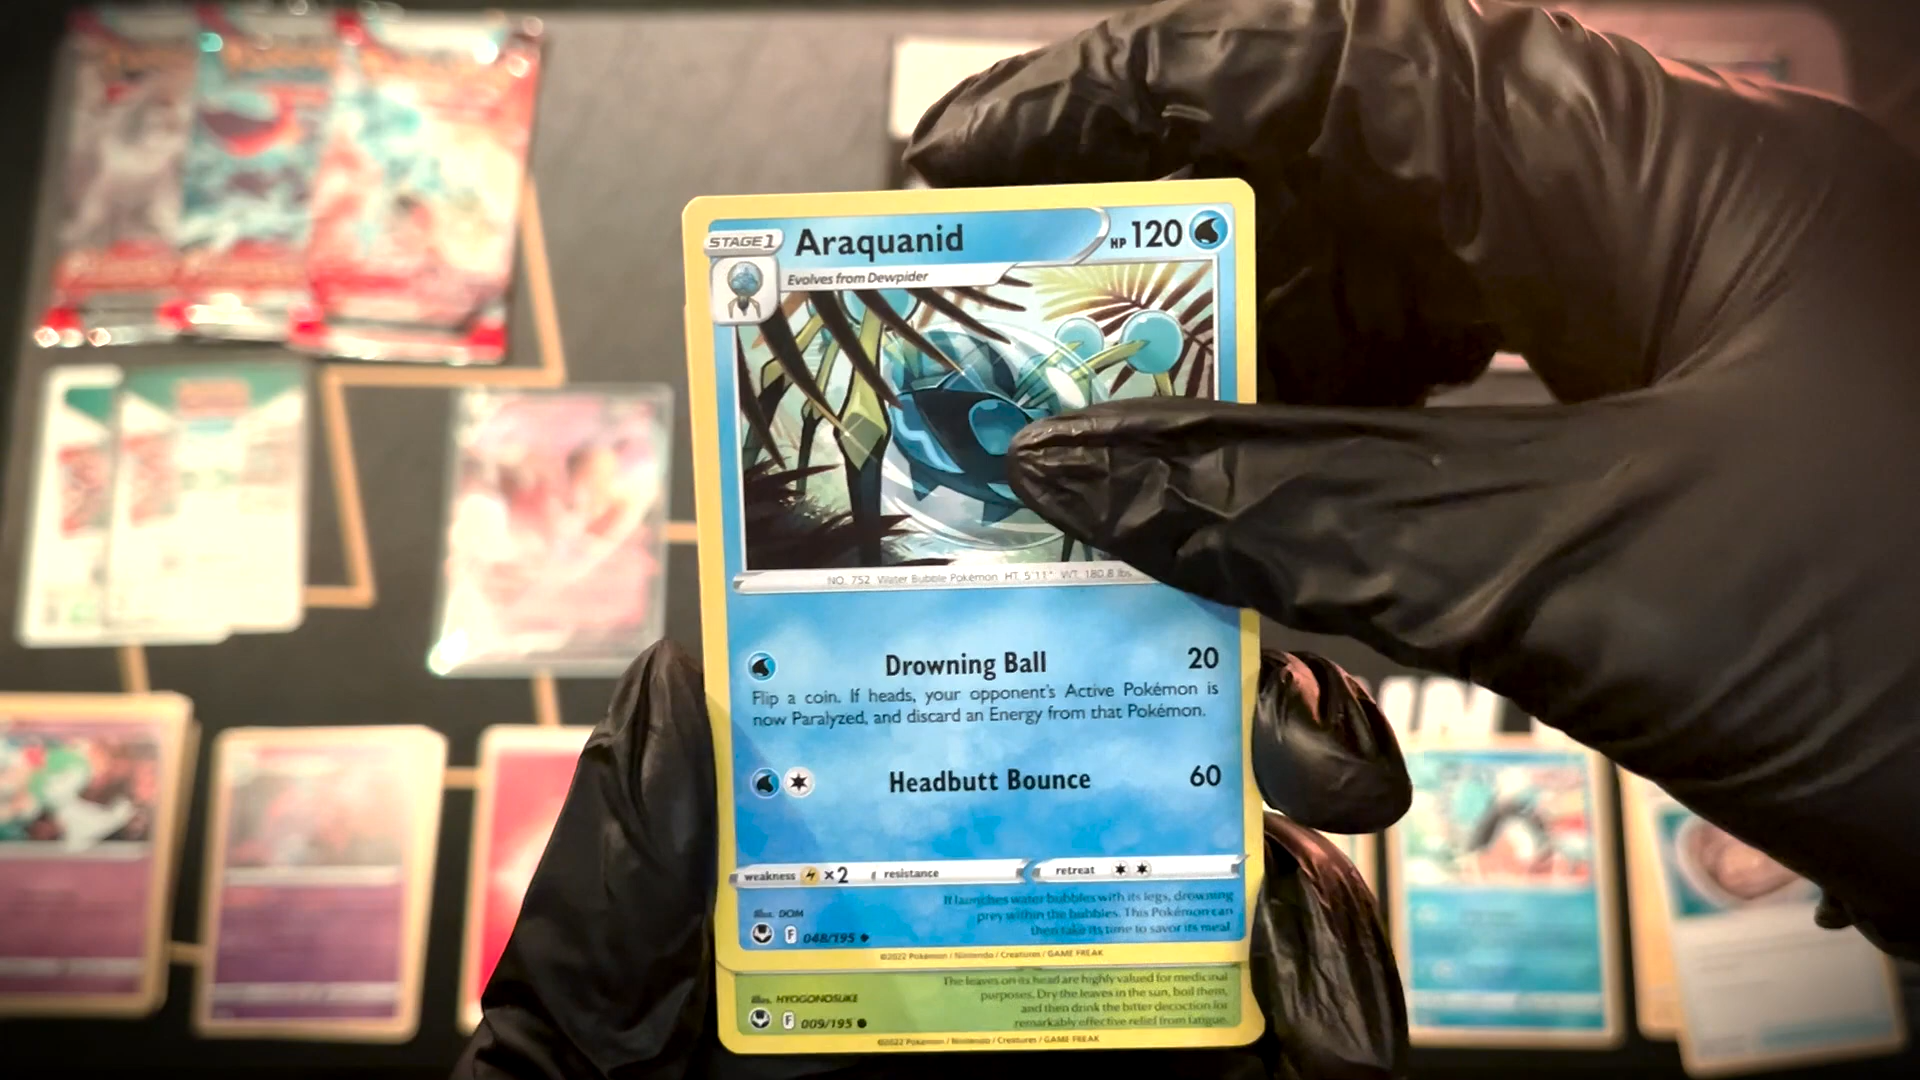 STAGE 1
Araquanid
HP 120
Evolves from Dewpider
NO. 752 Water Bubble Pokémon HT. 5'11" WT. 180.8 lbs.
Drowning Ball 20
Flip a coin. If heads, your opponent's Active Pokémon is
now Paralyzed, and discard an Energy from that Pokémon.
Headbutt Bounce 60
weakness ×2 resistance retreat
It launches water bubbles with its legs, drowning
prey within the bubbles. This Pokémon can
then take its time to savor its meal.
Illus. DOM
F 048/195
©2022 Pokémon / Nintendo / Creatures / GAME FREAK
The leaves on its head are highly valued for medicinal
purposes. Dry the leaves in the sun, boil them,
and then drink the bitter decoction for
remarkably effective relief from fatigue.
Illus. HYOGONOSUKE
F 009/195
©2022 Pokémon / Nintendo / Creatures / GAME FREAK